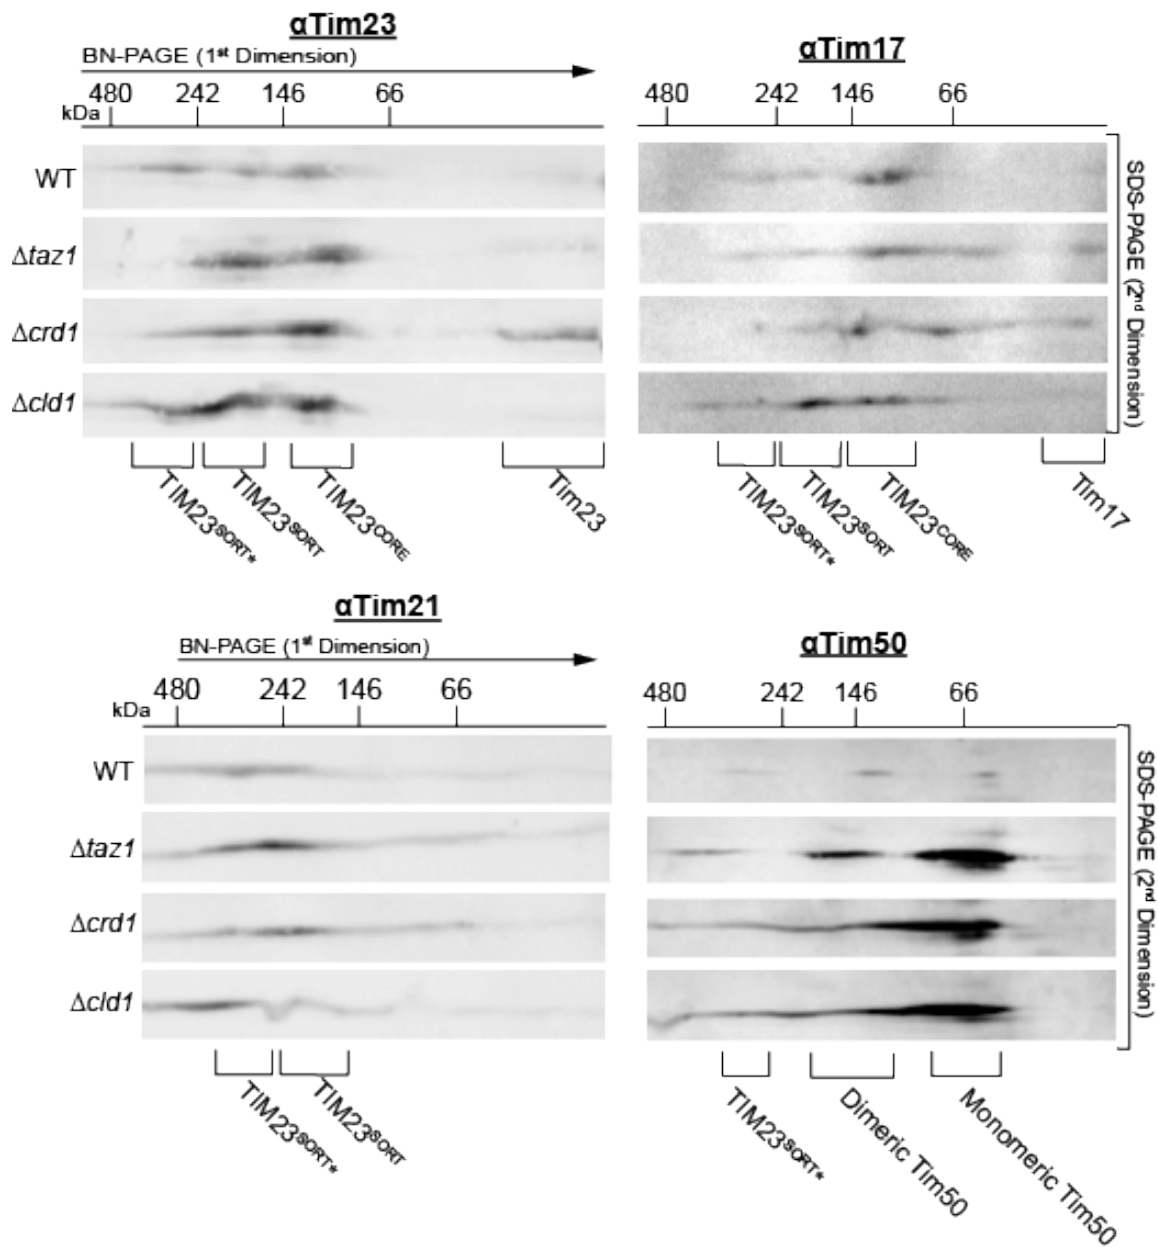 αTim23
BN-PAGE (1st Dimension)
480 242 146 66
kDa
WT
Δtaz1
Δcrd1
Δcld1
TIM23SORT*
TIM23SORT
TIM23CORE
Tim23
αTim17
480 242 146 66
SDS-PAGE (2nd Dimension)
TIM23SORT*
TIM23SORT
TIM23CORE
Tim17
αTim21
BN-PAGE (1st Dimension)
480 242 146 66
kDa
WT
Δtaz1
Δcrd1
Δcld1
TIM23SORT*
TIM23SORT
αTim50
480 242 146 66
SDS-PAGE (2nd Dimension)
TIM23SORT*
Dimeric Tim50
Monomeric Tim50